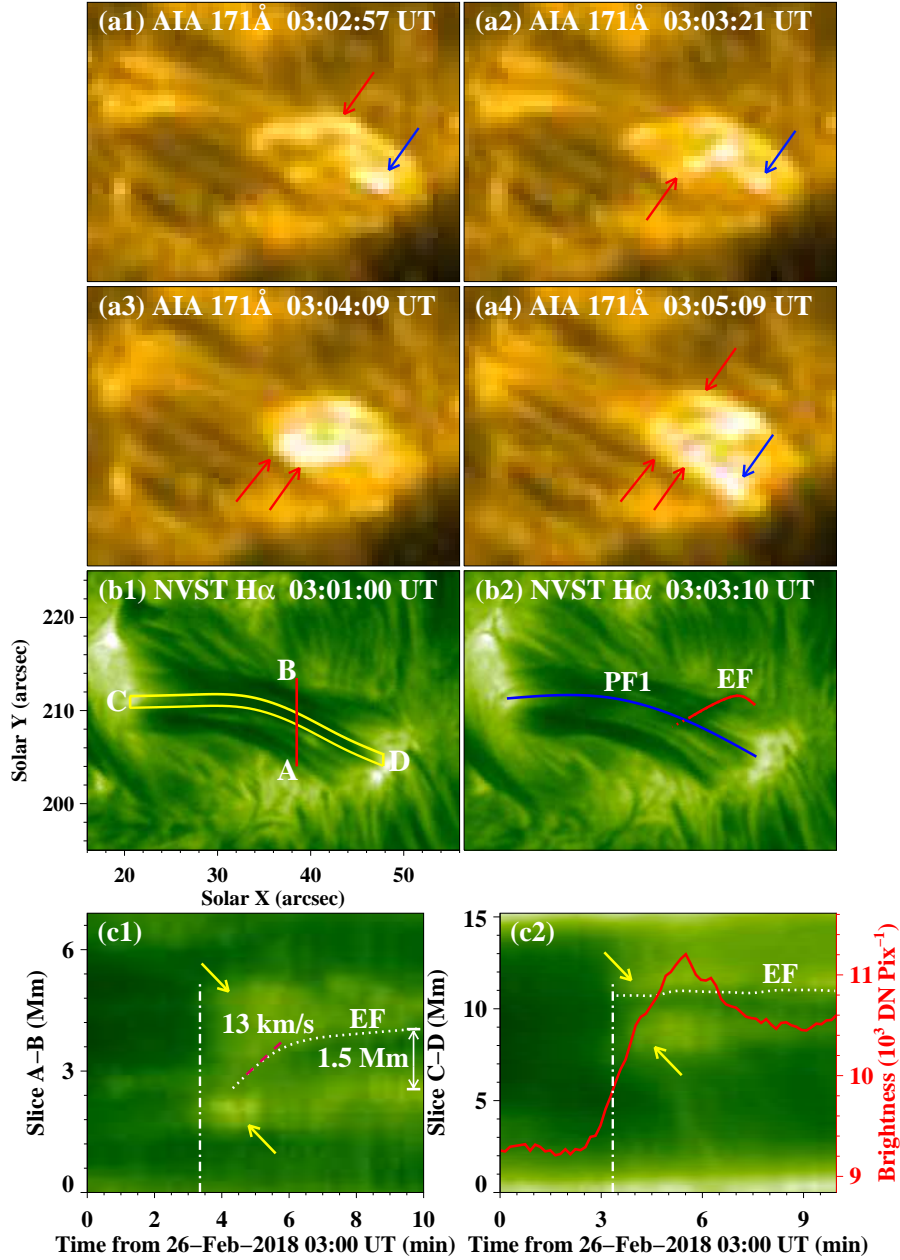 (a1) AIA 171Å 03:02:57 UT
(a2) AIA 171Å 03:03:21 UT
(a3) AIA 171Å 03:04:09 UT
(a4) AIA 171Å 03:05:09 UT
(b1) NVST Hα 03:01:00 UT
220
210
200
Solar Y (arcsec)
B
C
A
D
20 30 40 50
Solar X (arcsec)
(b2) NVST Hα 03:03:10 UT
PF1
EF
(c1)
6
3
0
Slice A−B (Mm)
13 km/s
EF
1.5 Mm
0 2 4 6 8 10
Time from 26−Feb−2018 03:00 UT (min)
(c2)
15
10
5
0
Slice C−D (Mm)
EF
11
10
9
Brightness (10³ DN Pix⁻¹)
0 3 6 9
Time from 26−Feb−2018 03:00 UT (min)